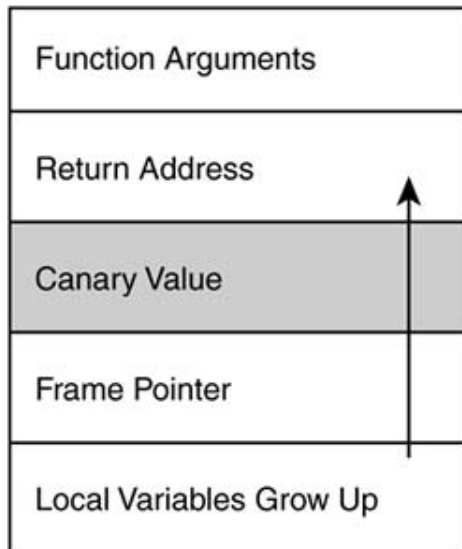 Function Arguments
Return Address
Canary Value
Frame Pointer
Local Variables Grow Up